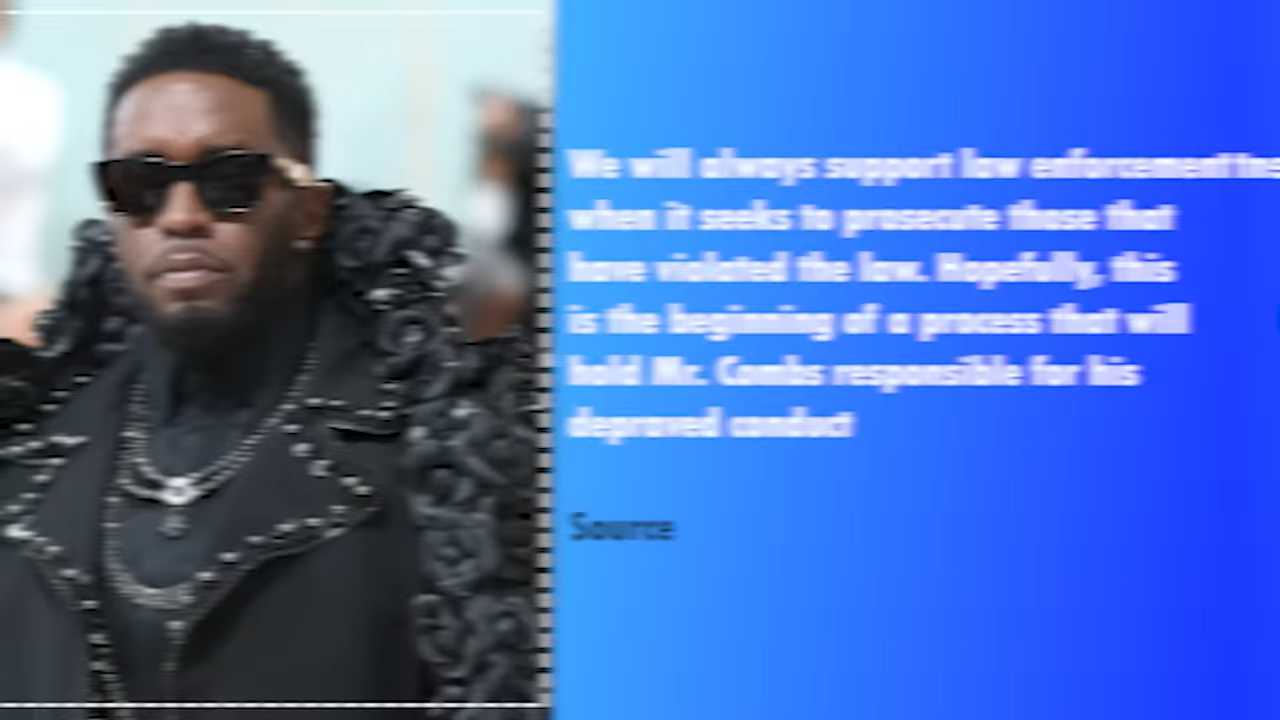 We will always support law enforcement
when it seeks to prosecute those that
have violated the law. Hopefully, this
is the beginning of a process that will
hold Mr. Combs responsible for his
depraved conduct
Source